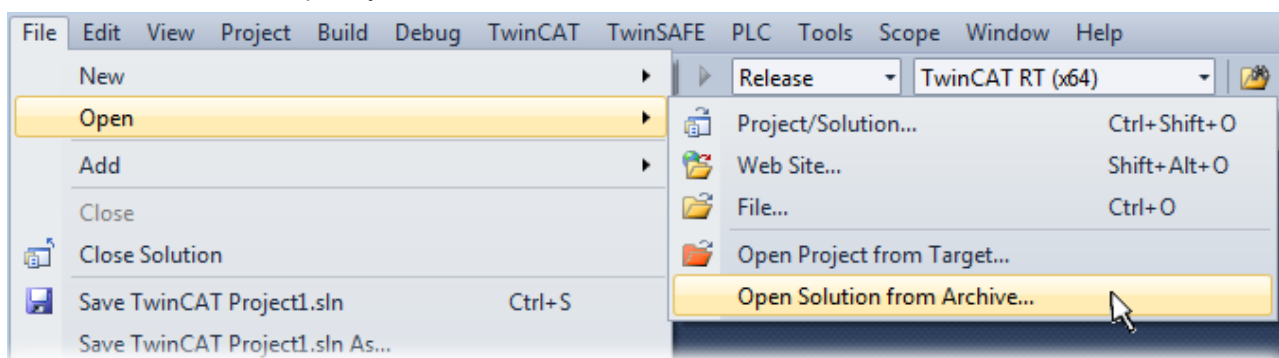 File Edit View Project Build Debug TwinCAT TwinSAFE PLC Tools Scope Window Help
Release TwinCAT RT (x64)
New
Open
Add
Close
Close Solution
Save TwinCAT Project1.sln Ctrl+S
Save TwinCAT Project1.sln As...
Project/Solution... Ctrl+Shift+O
Web Site... Shift+Alt+O
File... Ctrl+O
Open Project from Target...
Open Solution from Archive...